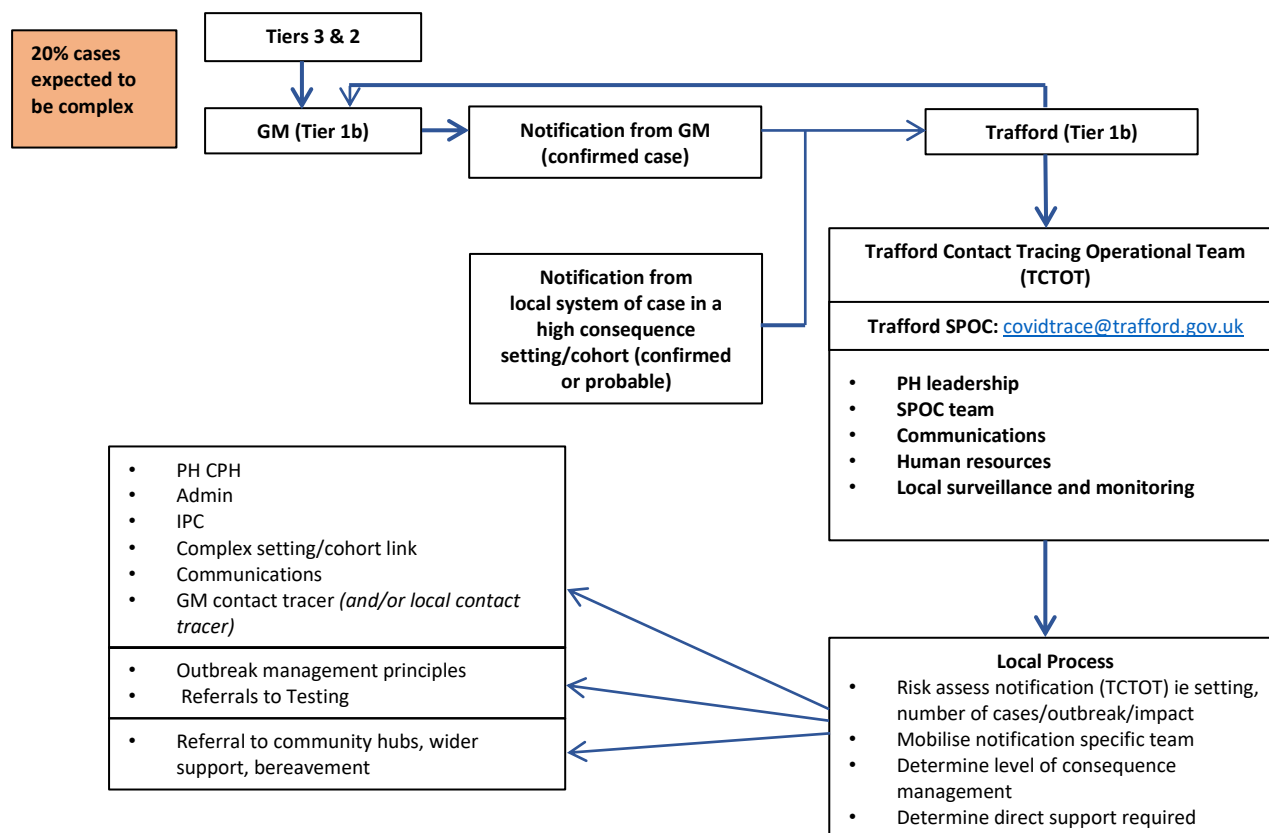 20% cases
expected to
be complex
Tiers 3 & 2
GM (Tier 1b)
Notification from GM
(confirmed case)
Trafford (Tier 1b)
Notification from
local system of case in a
high consequence
setting/cohort (confirmed
or probable)
Trafford Contact Tracing Operational Team
(TCTOT)
Trafford SPOC: covidtrace@trafford.gov.uk
• PH leadership
• SPOC team
• Communications
• Human resources
• Local surveillance and monitoring
• PH CPH
• Admin
• IPC
• Complex setting/cohort link
• Communications
• GM contact tracer (and/or local contact
tracer)
• Outbreak management principles
• Referrals to Testing
• Referral to community hubs, wider
support, bereavement
Local Process
• Risk assess notification (TCTOT) ie setting,
number of cases/outbreak/impact
• Mobilise notification specific team
• Determine level of consequence
management
• Determine direct support required